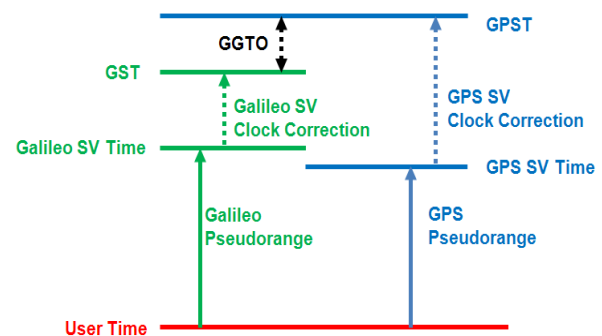 GPST
GGTO
GST
Galileo SV
Clock Correction
GPS SV
Clock Correction
Galileo SV Time
GPS SV Time
Galileo
Pseudorange
GPS
Pseudorange
User Time